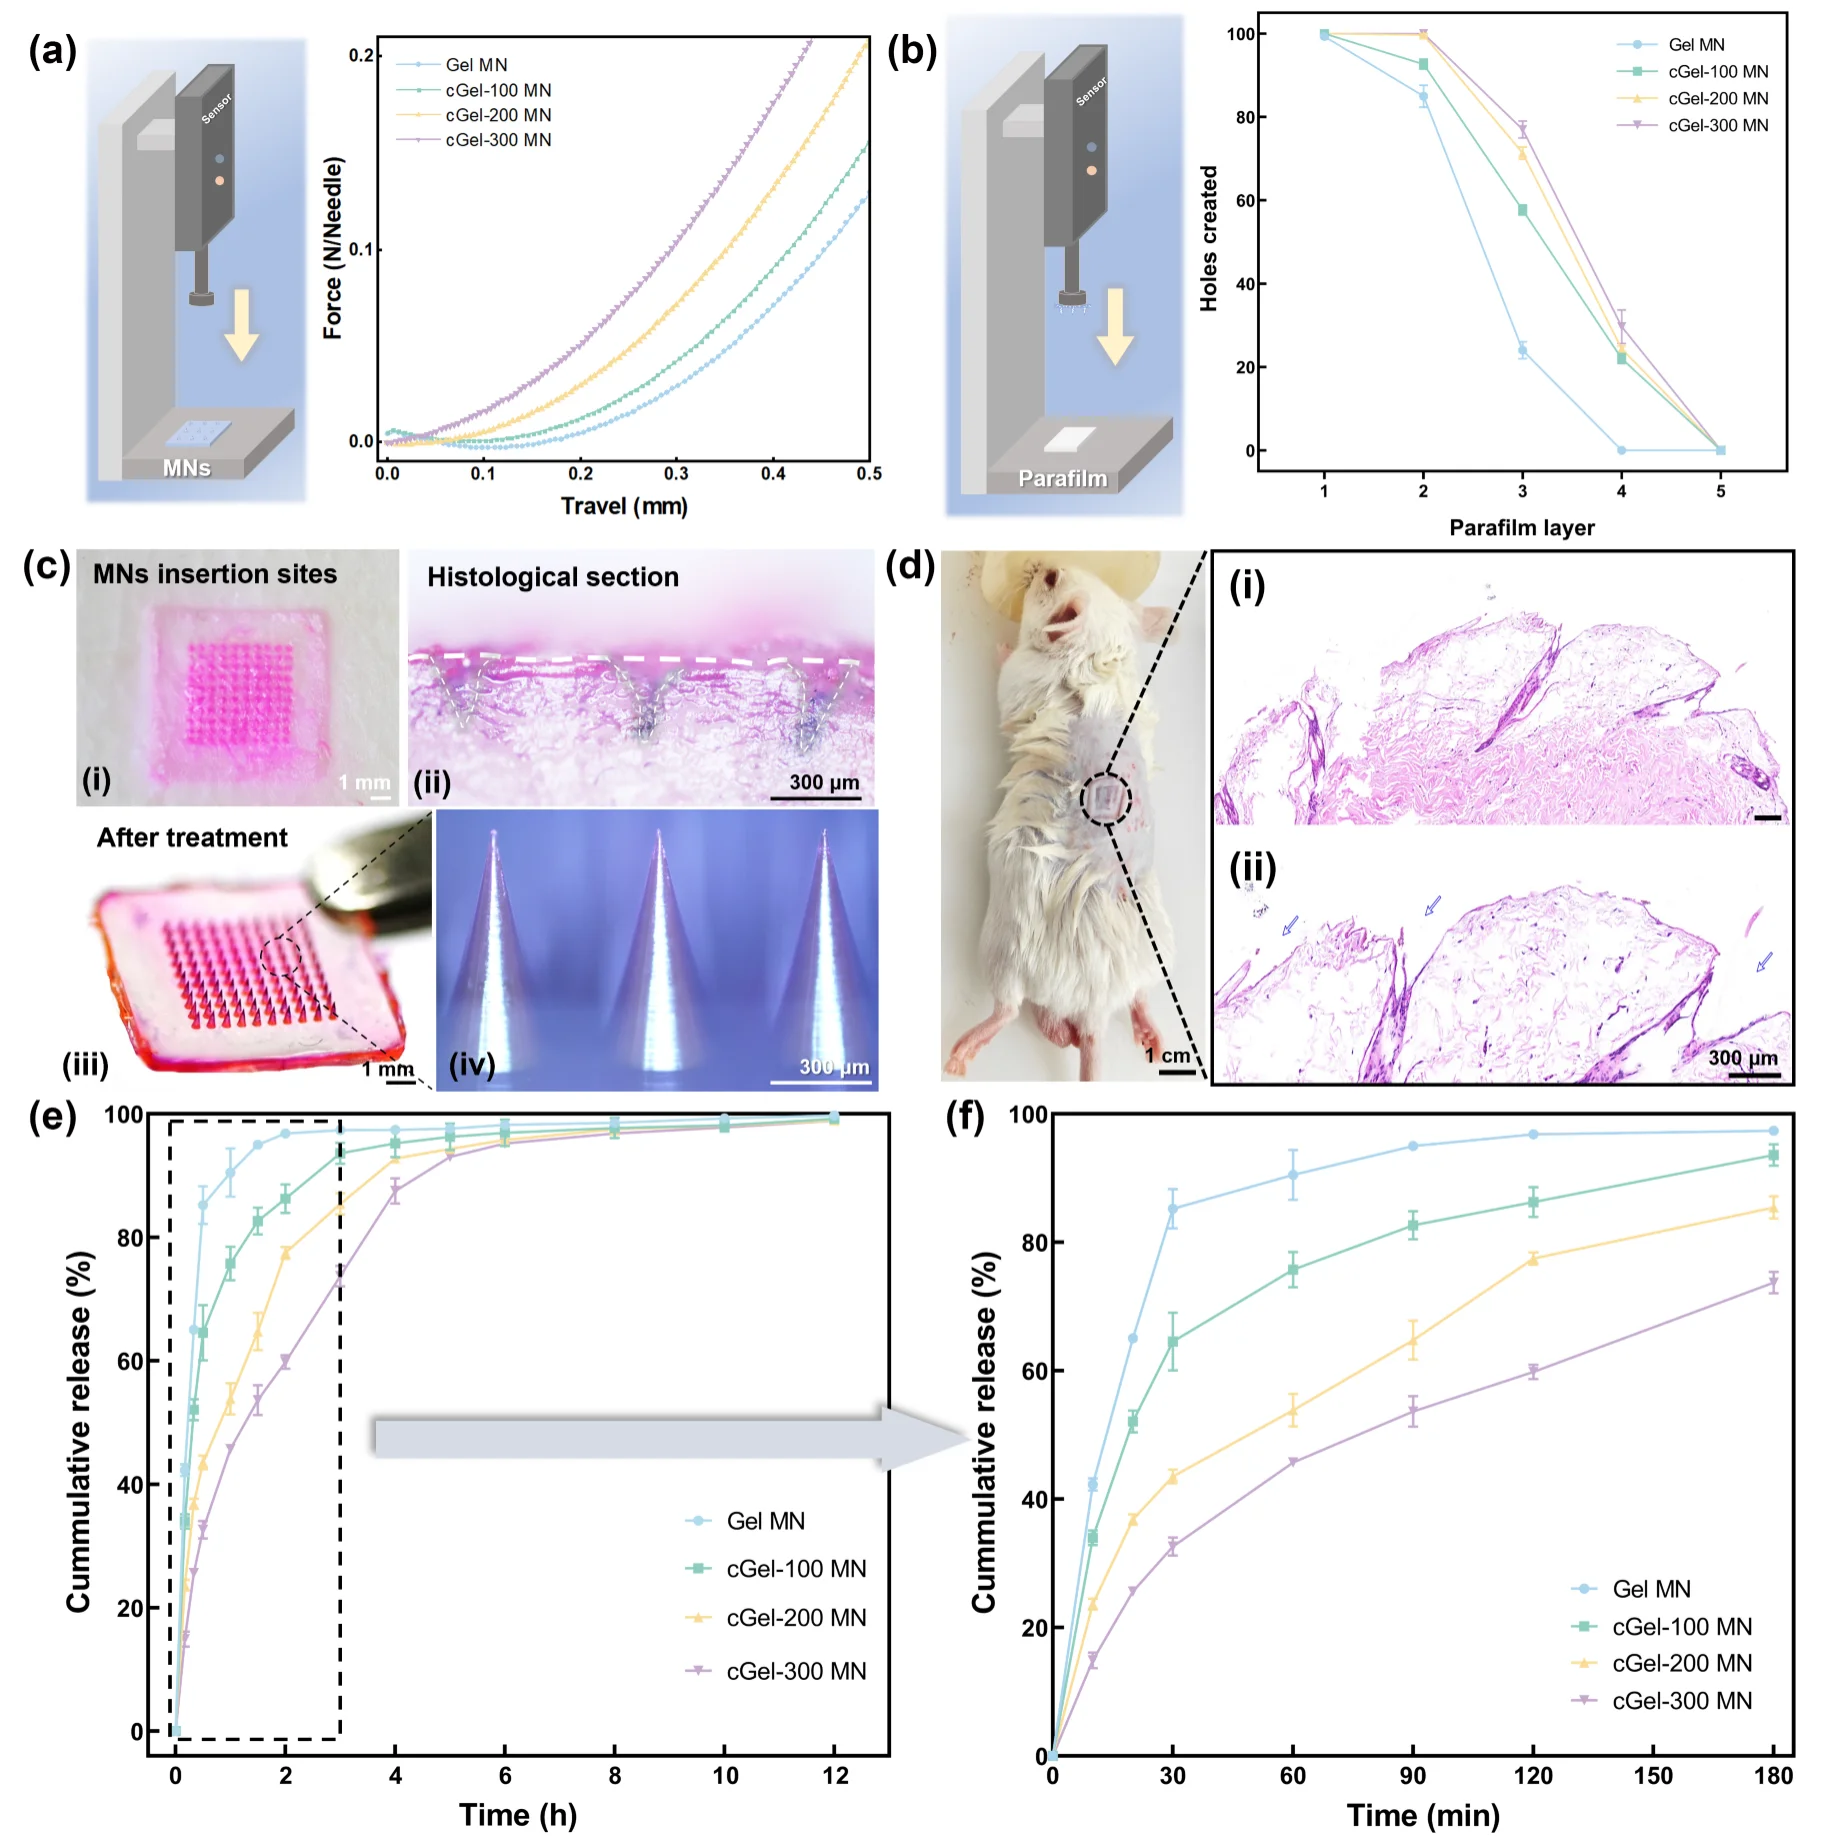 (a)
Sensor
MNs
Force (N/Needle)
0.2
0.1
0.0
Gel MN
cGel-100 MN
cGel-200 MN
cGel-300 MN
0.0 0.1 0.2 0.3 0.4 0.5
Travel (mm)
(b)
Sensor
Parafilm
Holes created
100
80
60
40
20
0
Gel MN
cGel-100 MN
cGel-200 MN
cGel-300 MN
1 2 3 4 5
Parafilm layer
(c)
MNs insertion sites
(i)
1 mm
Histological section
(ii)
300 μm
After treatment
(iii)
1 mm
(iv)
300 μm
(d)
1 cm
(i)
(ii)
300 μm
(e)
Cummulative release (%)
100
80
60
40
20
0
Gel MN
cGel-100 MN
cGel-200 MN
cGel-300 MN
0 2 4 6 8 10 12
Time (h)
(f)
Cummulative release (%)
100
80
60
40
20
0
Gel MN
cGel-100 MN
cGel-200 MN
cGel-300 MN
0 30 60 90 120 150 180
Time (min)